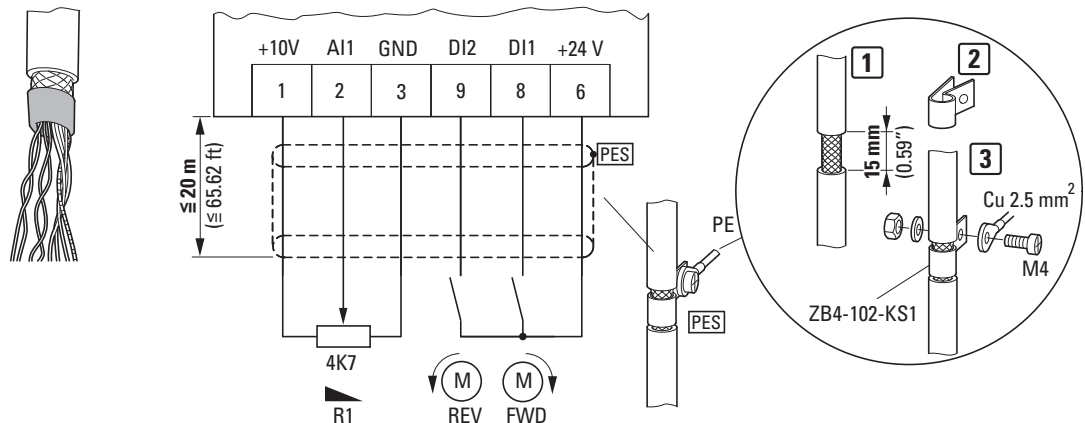 +10V AI1 GND DI2 DI1 +24 V
1 2 3 9 8 6
≦ 20 m
(≦ 65.62 ft)
PES
4K7
R1
M M
REV FWD
PE
PES
1
2
15 mm
(0.59″)
3
Cu 2.5 mm²
M4
ZB4-102-KS1